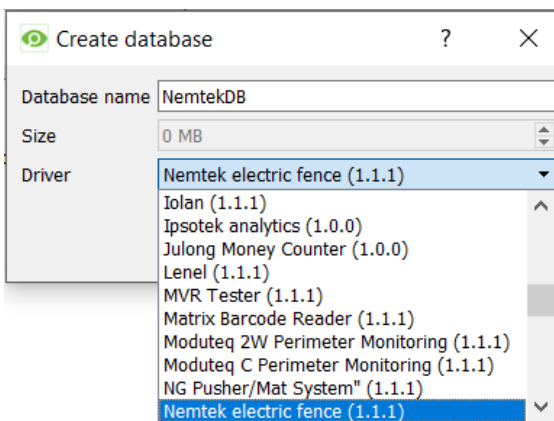 Create database ?
Database name NemtekDB
Size 0 MB
Driver Nemtek electric fence (1.1.1)
Iolan (1.1.1)
Ipsotek analytics (1.0.0)
Julong Money Counter (1.0.0)
Lenel (1.1.1)
MVR Tester (1.1.1)
Matrix Barcode Reader (1.1.1)
Moduteq 2W Perimeter Monitoring (1.1.1)
Moduteq C Perimeter Monitoring (1.1.1)
NG Pusher/Mat System" (1.1.1)
Nemtek electric fence (1.1.1)